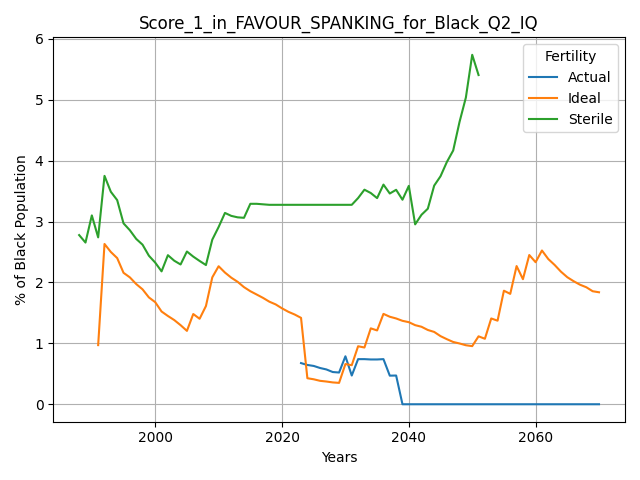 Score_1_in_FAVOUR_SPANKING_for_Black_Q2_IQ
% of Black Population
6
5
4
3
2
1
0
Fertility
Actual
Ideal
Sterile
2000
2020
2040
2060
Years